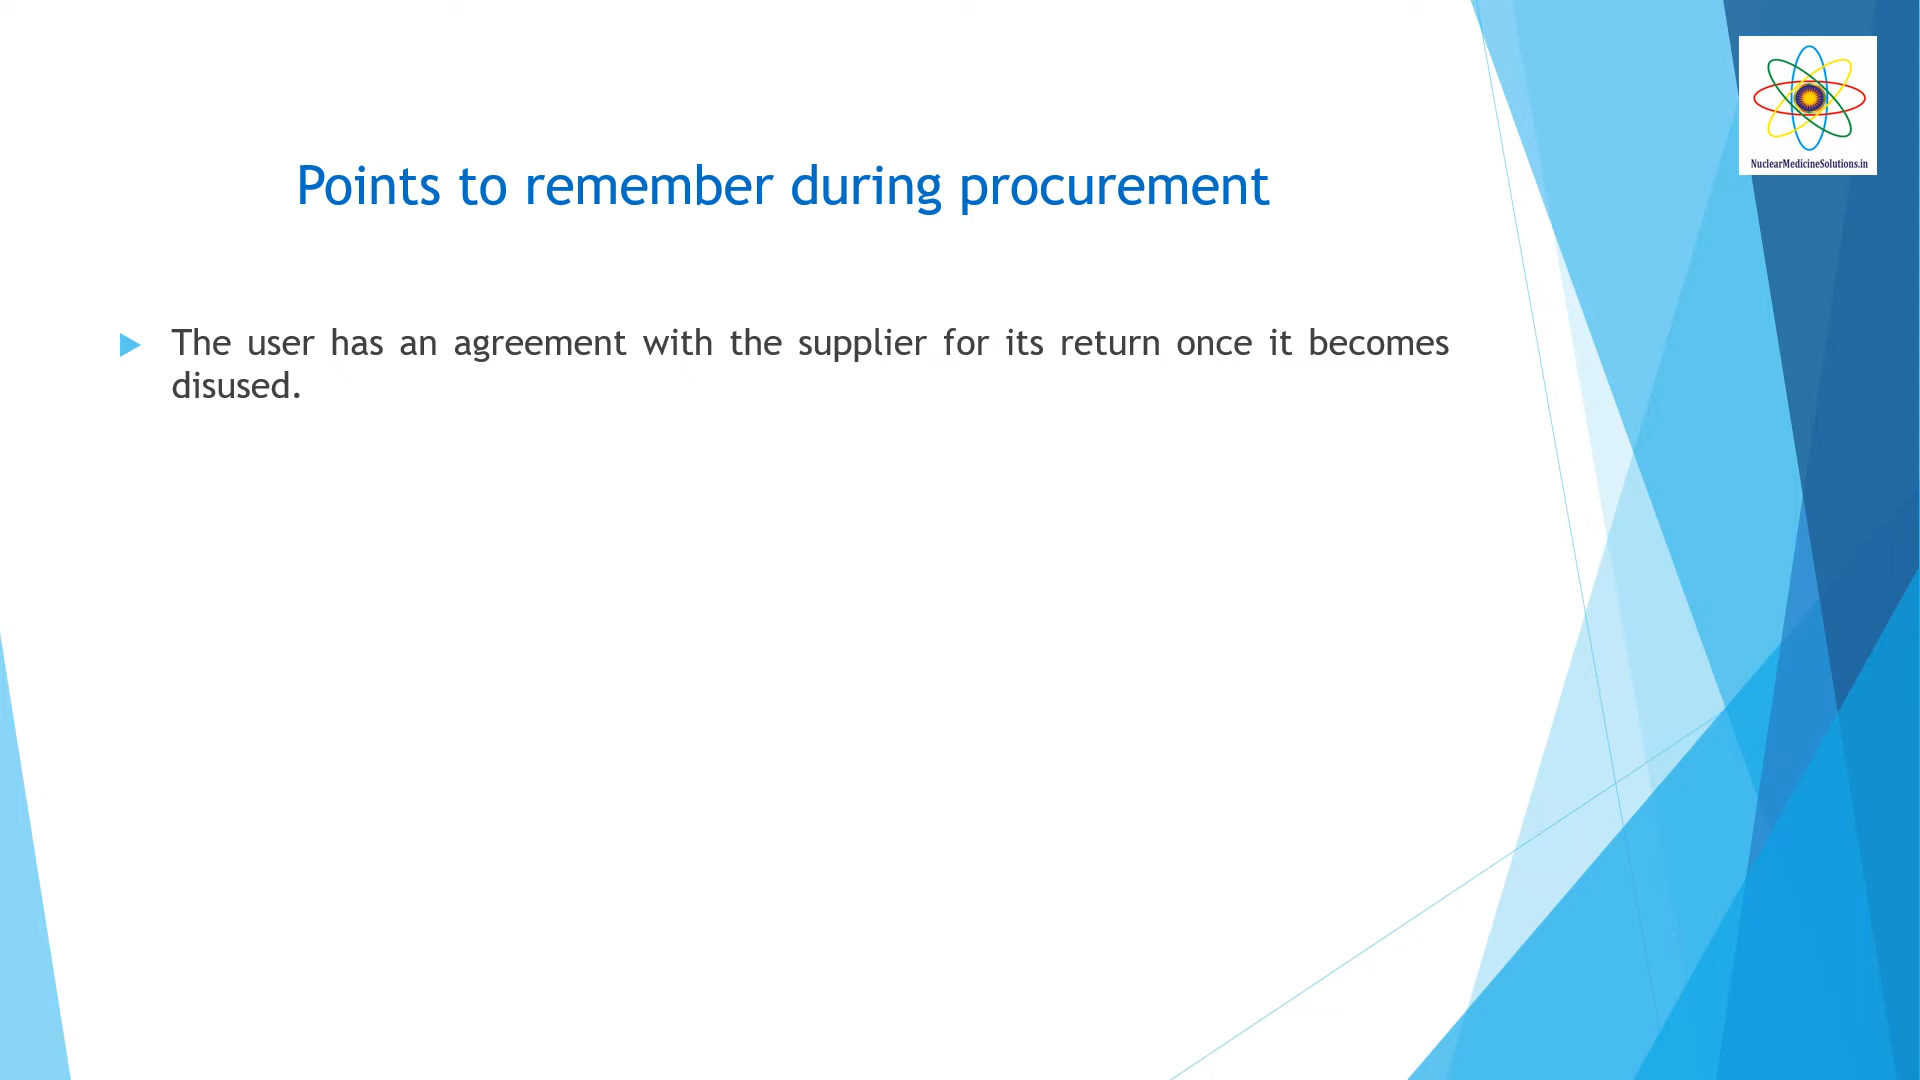 NuclearMedicineSolutions.in
Points to remember during procurement
The user has an agreement with the supplier for its return once it becomes
disused.